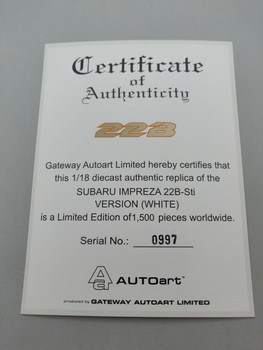 Certificate
of
Authenticity
22B
Gateway Autoart Limited hereby certifies that
this 1/18 diecast authentic replica of the
SUBARU IMPREZA 22B-Sti
VERSION (WHITE)
is a Limited Edition of1,500 pieces worldwide.
Serial No.: 0997
AA AUTOart™
produced by GATEWAY AUTOART LIMITED